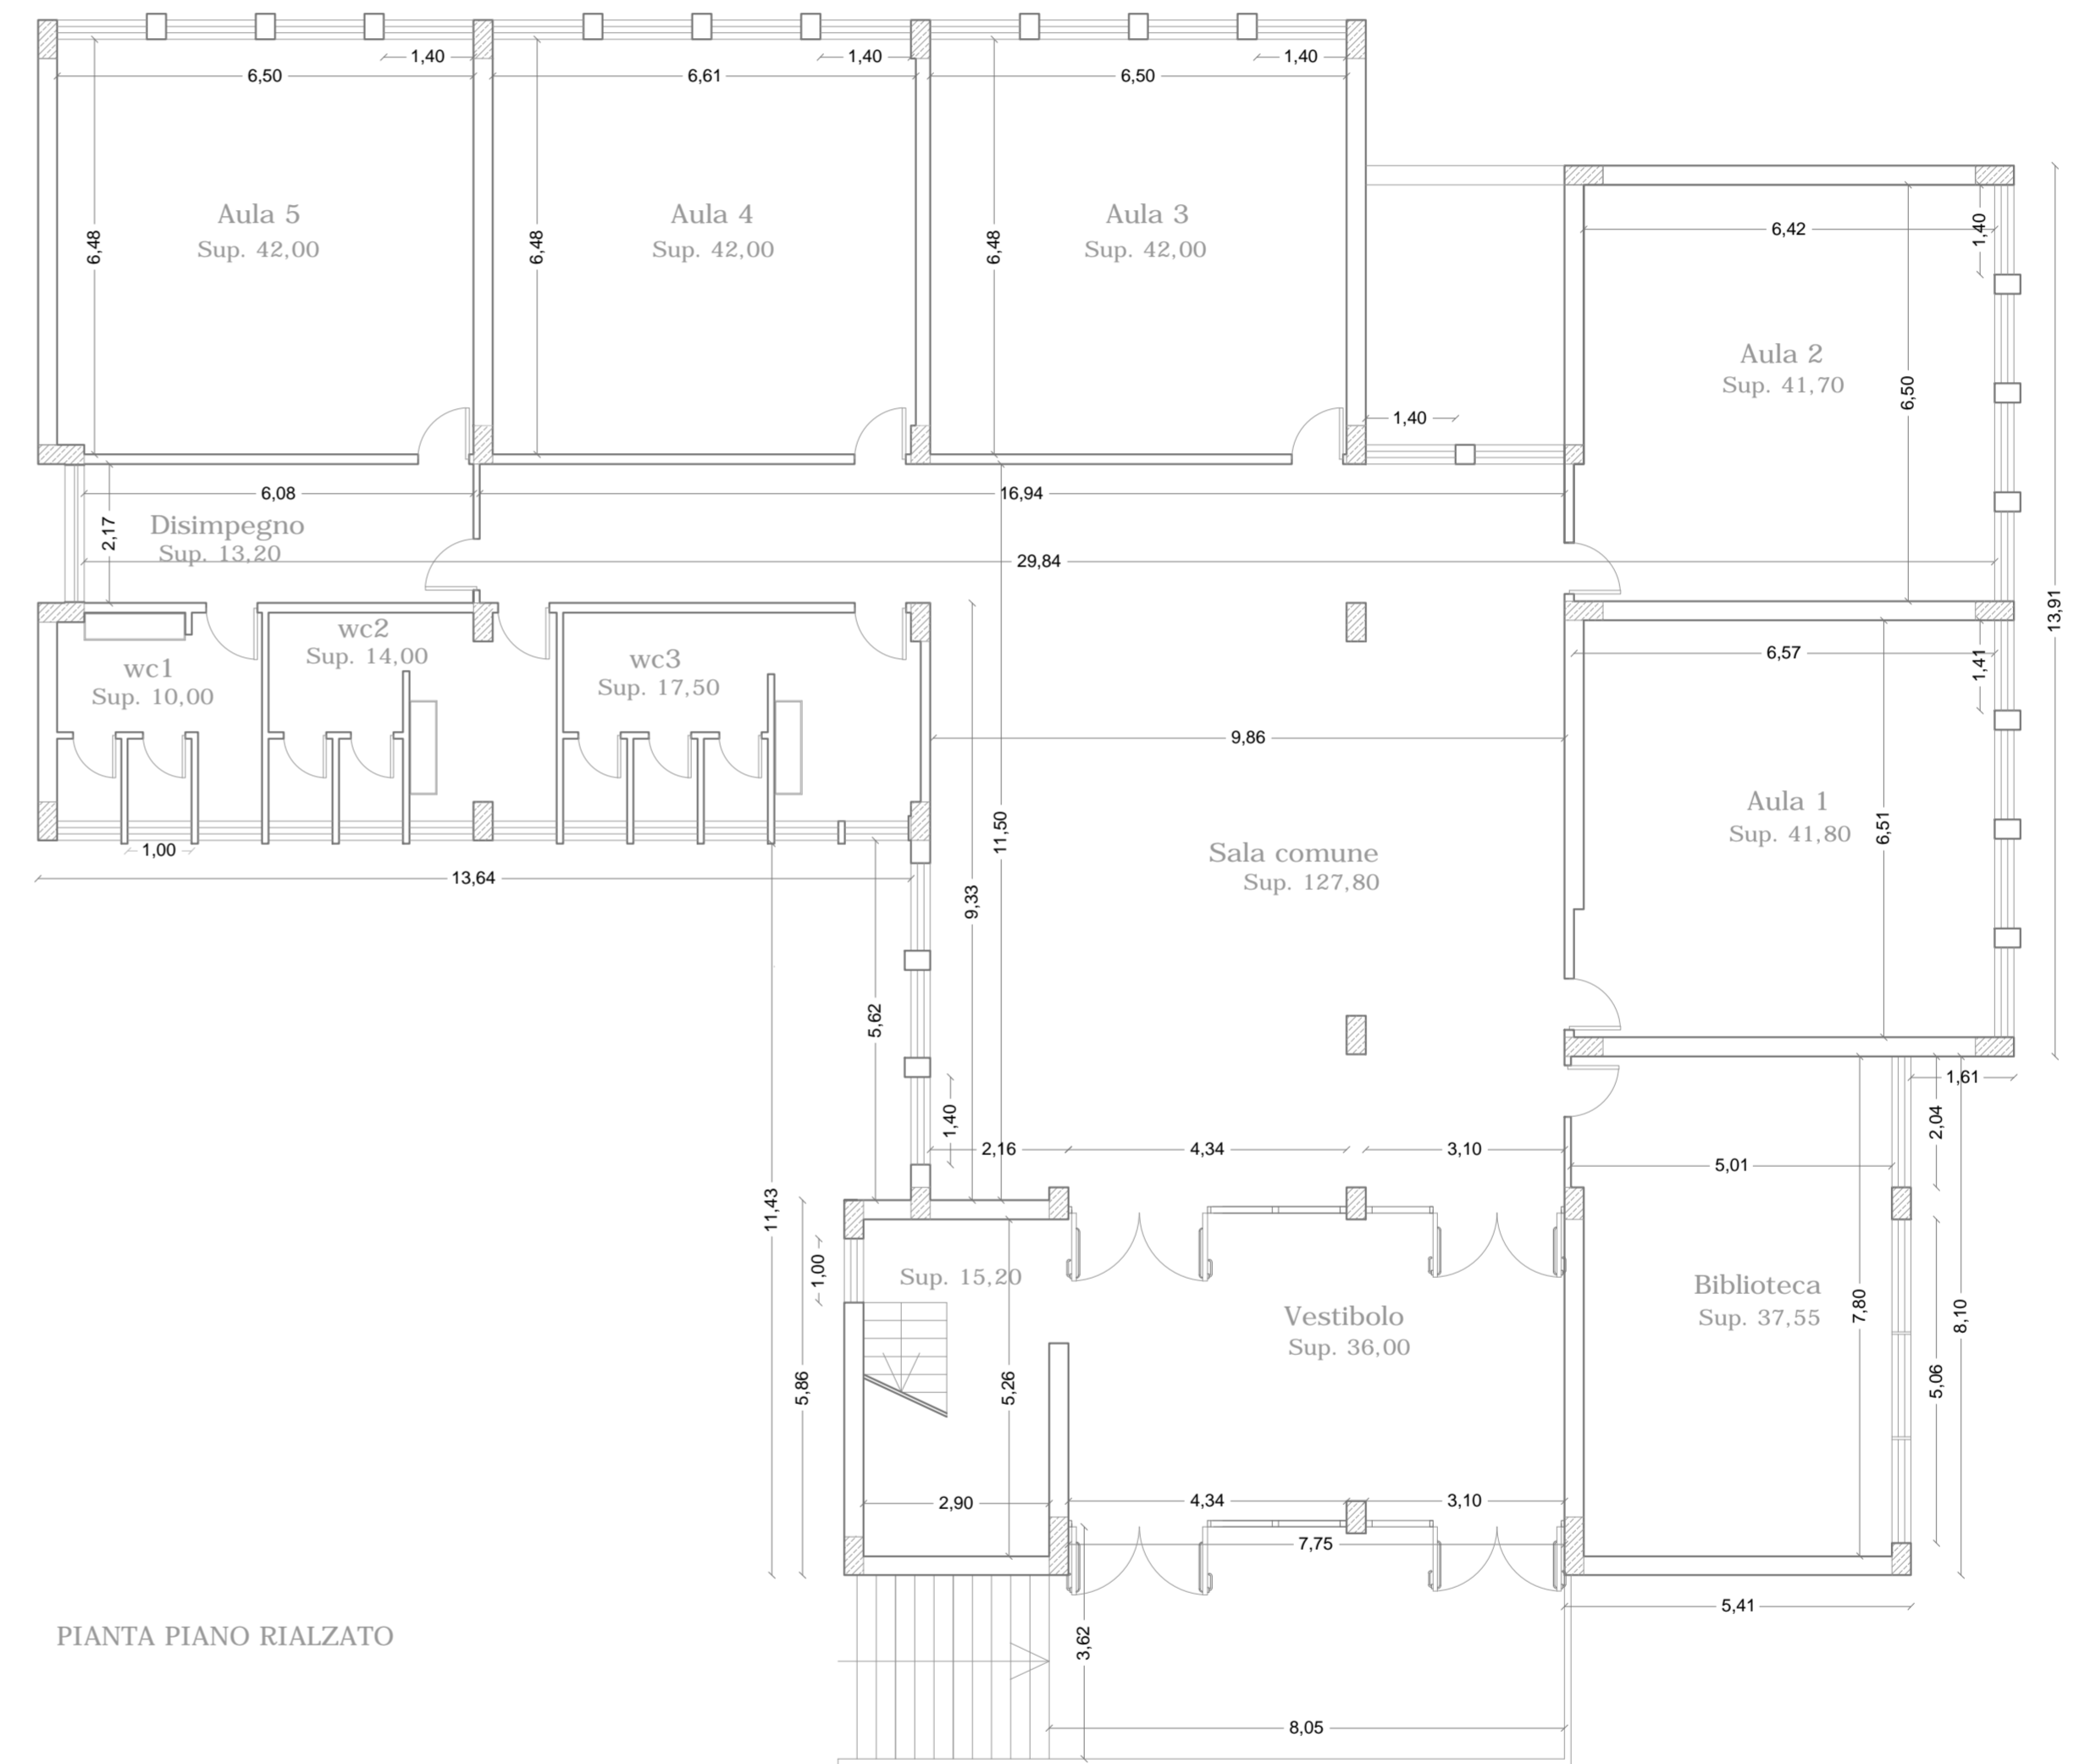 1,40
1,40
1,40
6,50
6,61
6,50
Aula 5
Sup. 42,00
6,48
Aula 4
Sup. 42,00
6,48
Aula 3
Sup. 42,00
6,48
6,42
1,40
Aula 2
Sup. 41,70
6,50
1,40
13,91
6,08
16,94
Disimpegno
Sup. 13,20
2,17
29,84
wc1
Sup. 10,00
wc2
Sup. 14,00
wc3
Sup. 17,50
6,57
1,41
9,86
Aula 1
Sup. 41,80
6,51
1,00
13,64
11,50
9,33
Sala comune
Sup. 127,80
5,62
1,40
1,61
2,04
2,16
4,34
3,10
5,01
11,43
1,00
Sup. 15,20
Vestibolo
Sup. 36,00
Biblioteca
Sup. 37,55
7,80
8,10
5,86
5,26
5,06
2,90
4,34
3,10
7,75
5,41
PIANTA PIANO RIALZATO
3,62
8,05